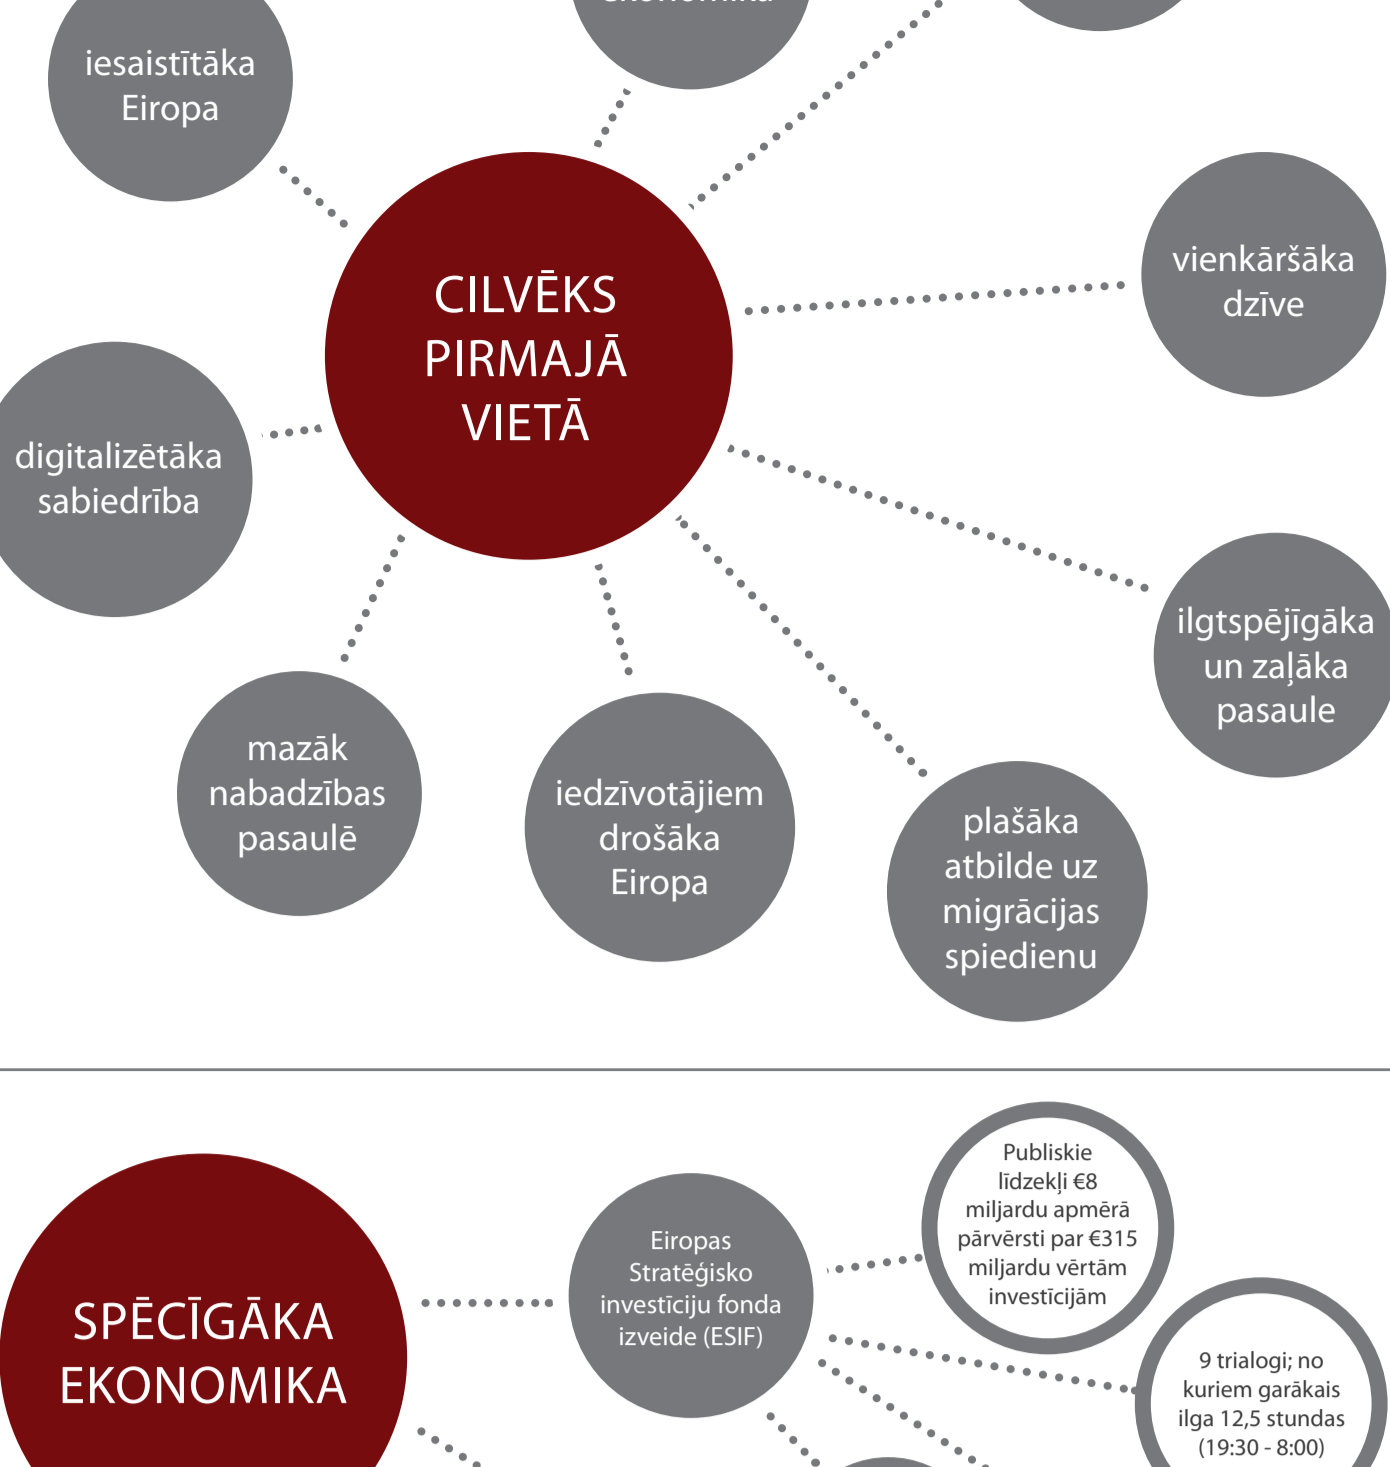 iesaistītāka
Eiropa
CILVĒKS
PIRMAJĀ
VIETĀ
vienkāršāka
dzīve
digitalizētāka
sabiedrība
ilgtspējīgāka
un zaļāka
pasaule
mazāk
nabadzības
pasaulē
iedzīvotājiem
drošāka
Eiropa
plašāka
atbilde uz
migrācijas
spiedienu
SPĒCĪGĀKA
EKONOMIKA
Eiropas
Stratēģisko
investīciju fonda
izveide (ESIF)
Publiskie
līdzekļi €8
miljardu apmērā
pārvērsti par €315
miljardu vērtām
investīcijām
9 trialogi; no
kuriem garākais
ilga 12,5 stundas
(19:30 - 8:00)